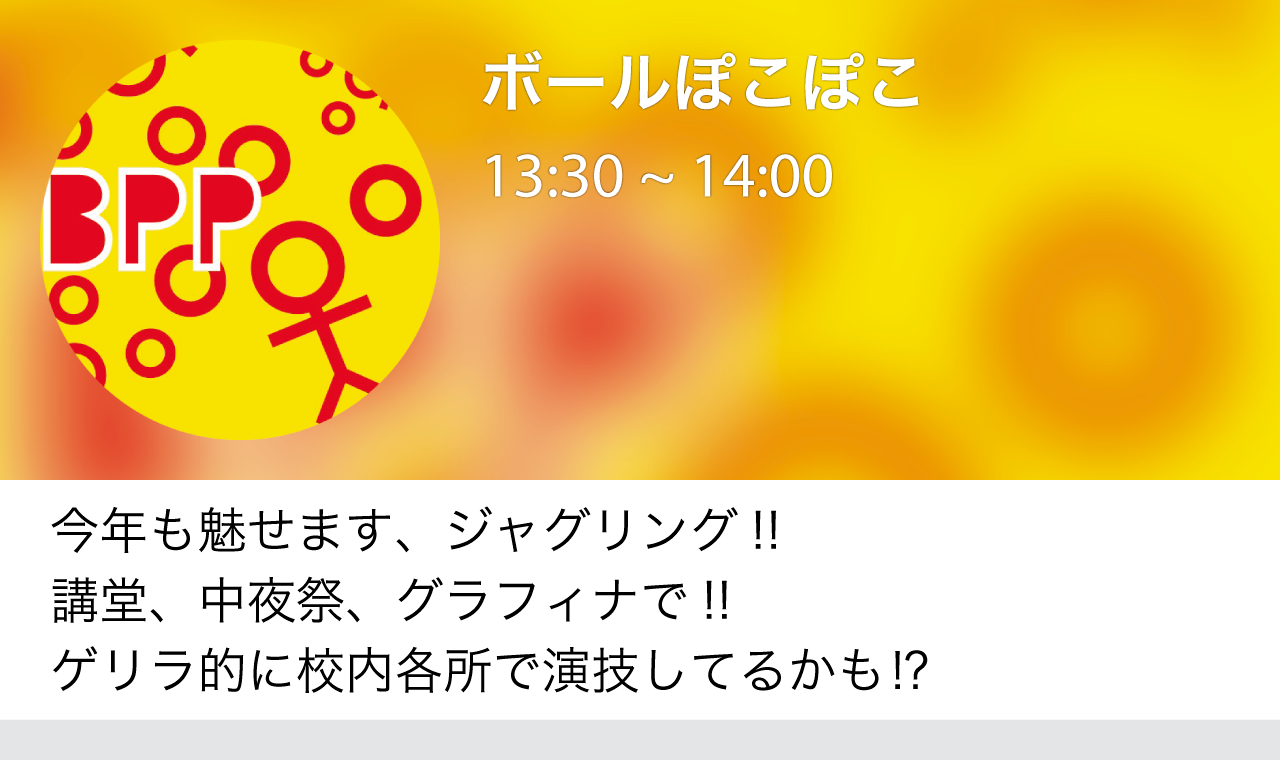 BPP
ボールぽこぽこ
13:30 ~ 14:00
今年も魅せます、ジャグリング!!
講堂、中夜祭、グラフィナで!!
ゲリラ的に校内各所で演技してるかも!?